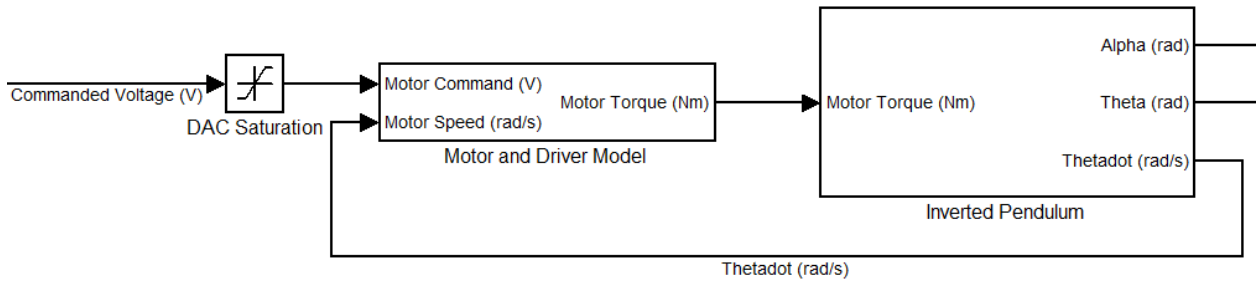 Commanded Voltage (V)
DAC Saturation
Motor Command (V)
Motor Speed (rad/s)
Motor Torque (Nm)
Motor and Driver Model
Motor Torque (Nm)
Alpha (rad)
Theta (rad)
Thetadot (rad/s)
Inverted Pendulum
Thetadot (rad/s)